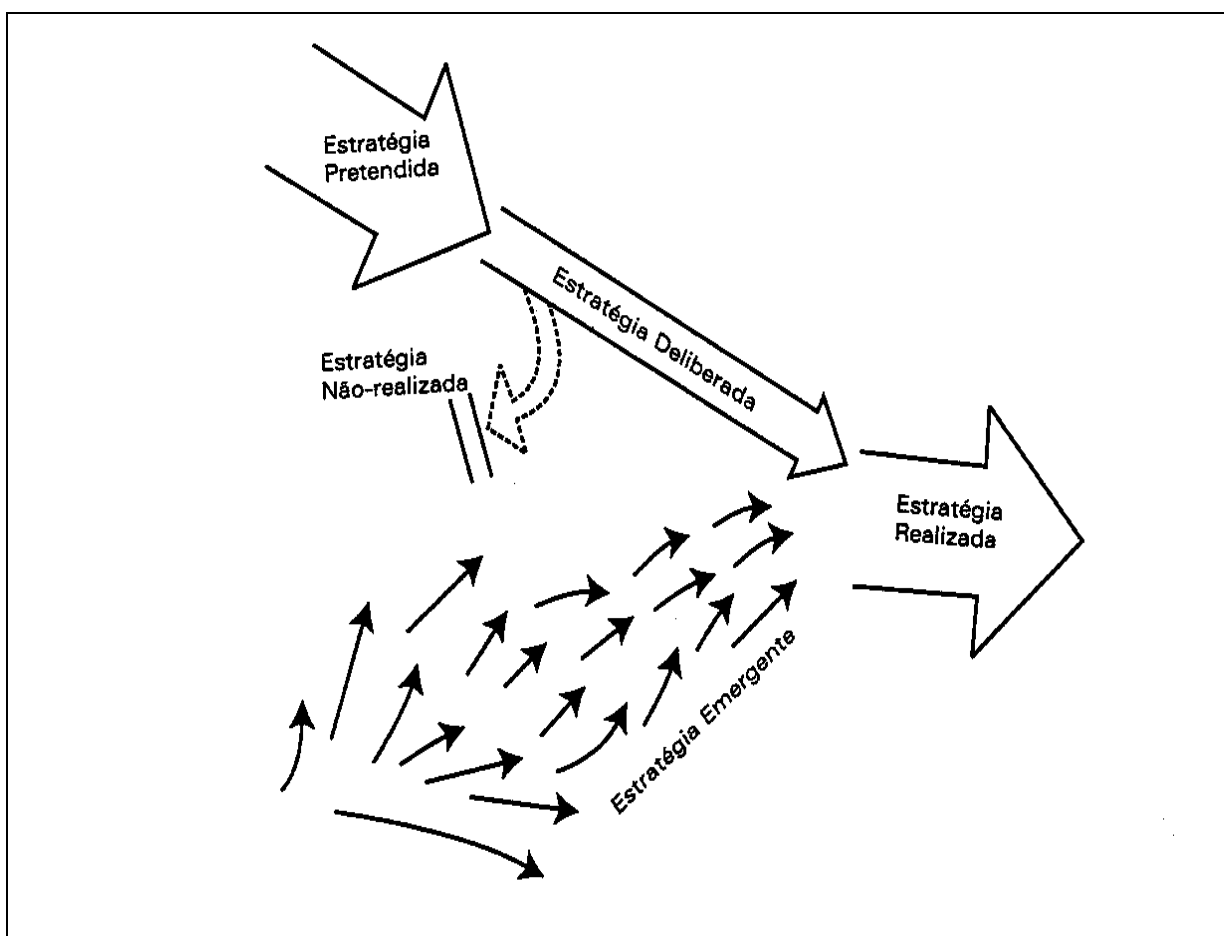 Estratégia
Pretendida
Estratégia Deliberada
Estratégia
Não-realizada
Estratégia
Realizada
Estratégia Emergente